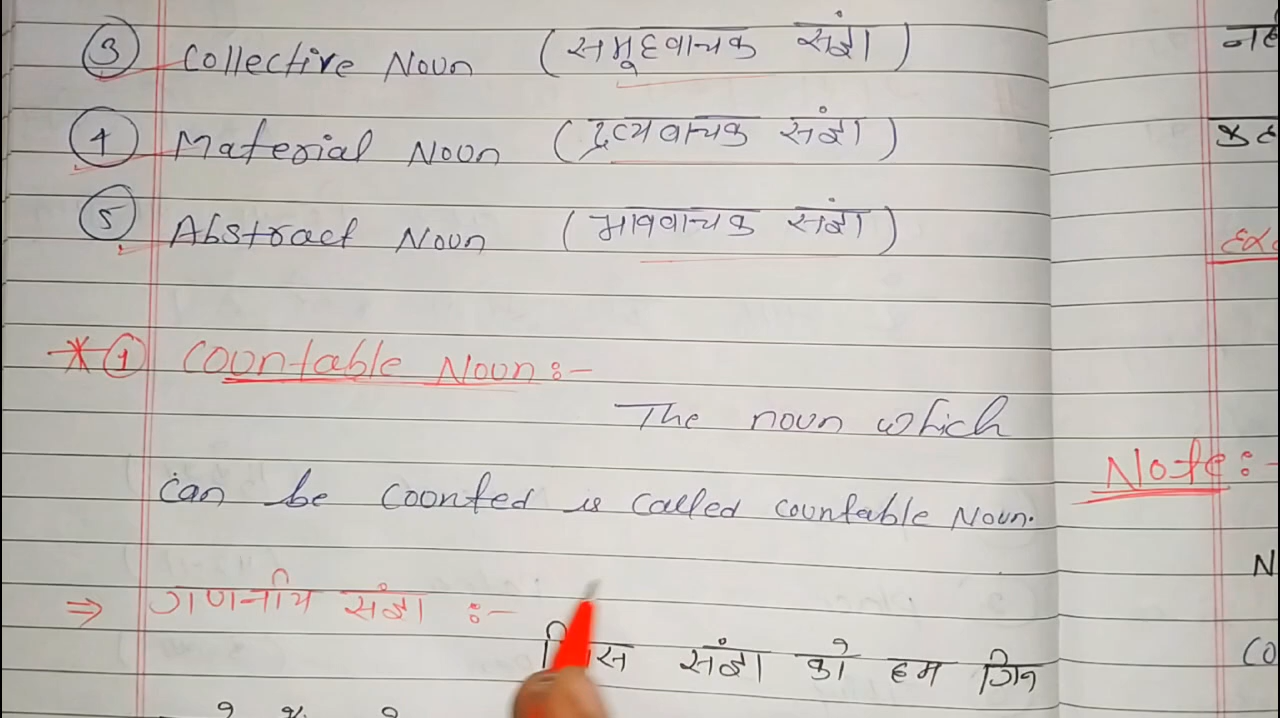 ③ Collective Noun (समूहवाचक संज्ञा)
④ Material Noun (द्रव्यवाचक संज्ञा)
⑤ Abstract Noun (भाववाचक संज्ञा)
* ① Countable Noun :-
The noun which
can be counted is called countable Noun.
⇒ गणनीय संज्ञा :-
जिस संज्ञा को हम गिन
Note :-
N
CO